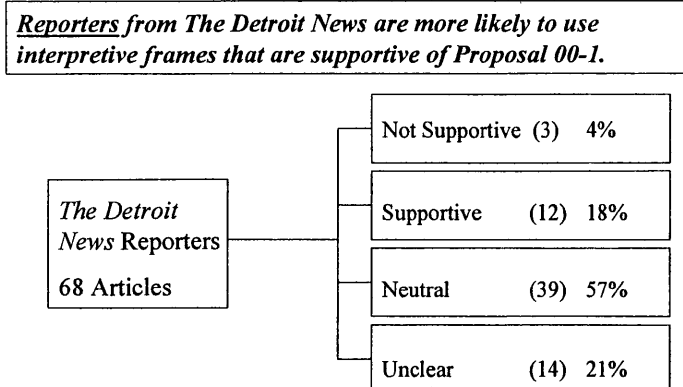 Reporters from The Detroit News are more likely to use
interpretive frames that are supportive of Proposal 00-1.
Not Supportive (3) 4%
The Detroit
News Reporters
68 Articles
Supportive (12) 18%
Neutral (39) 57%
Unclear (14) 21%